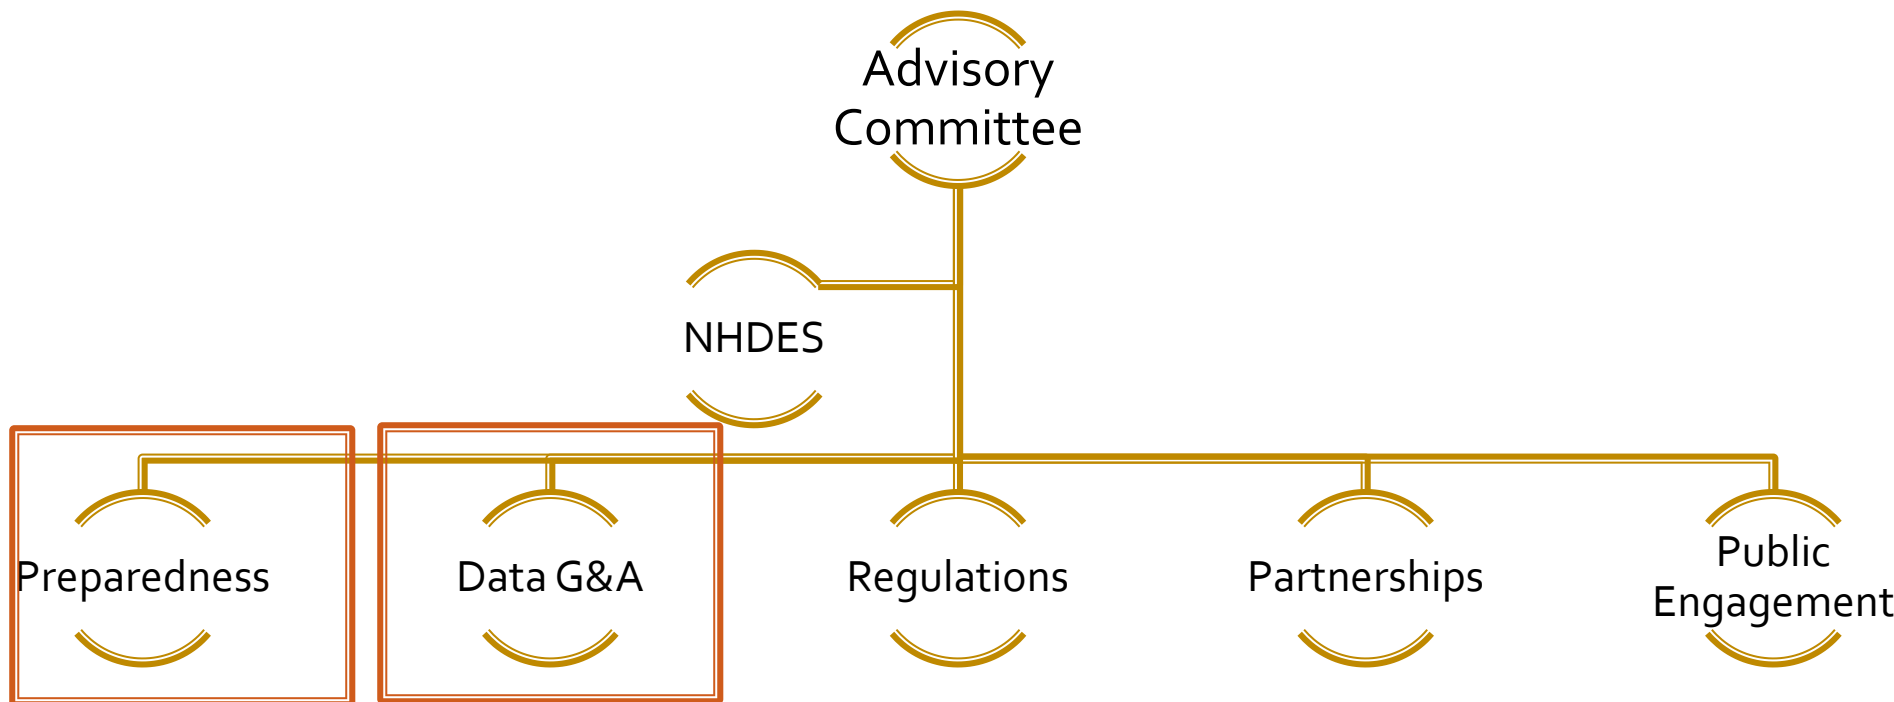 Advisory
Committee
NHDES
Preparedness
Data G&A
Regulations
Partnerships
Public
Engagement